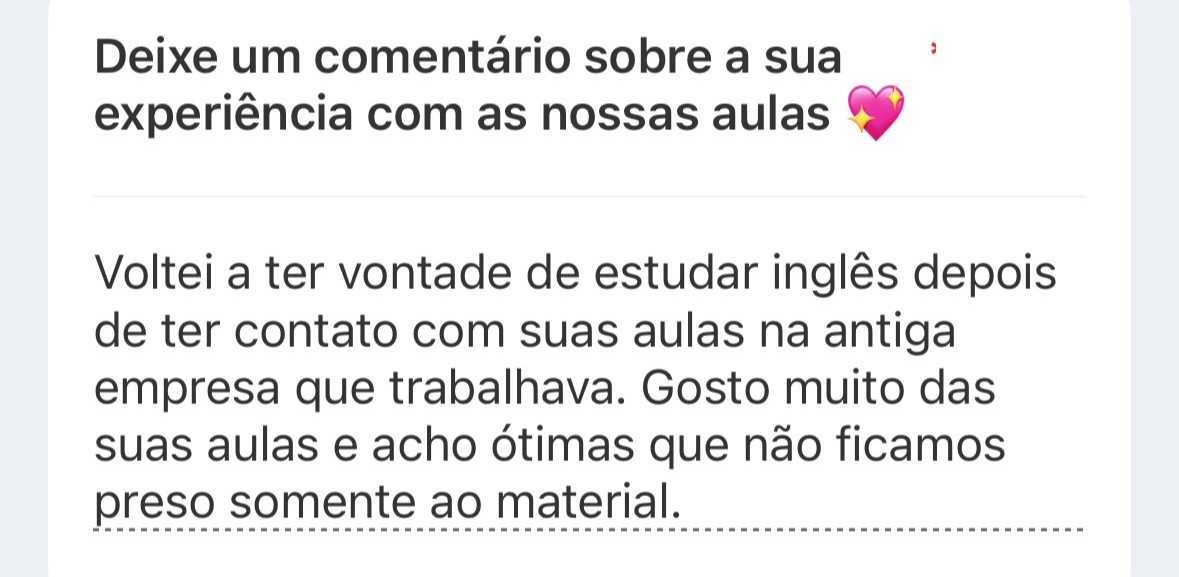 Deixe um comentário sobre a sua
experiência com as nossas aulas 💖
Voltei a ter vontade de estudar inglês depois
de ter contato com suas aulas na antiga
empresa que trabalhava. Gosto muito das
suas aulas e acho ótimas que não ficamos
preso somente ao material.